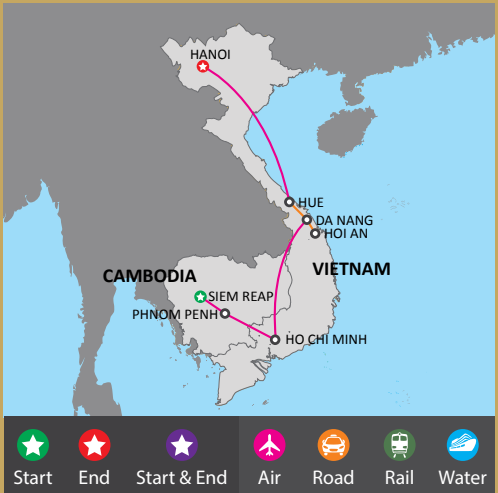 HANOI
HUE
DA NANG
HOI AN
VIETNAM
CAMBODIA
SIEM REAP
PHNOM PENH
HO CHI MINH
Start
End
Start & End
Air
Road
Rail
Water